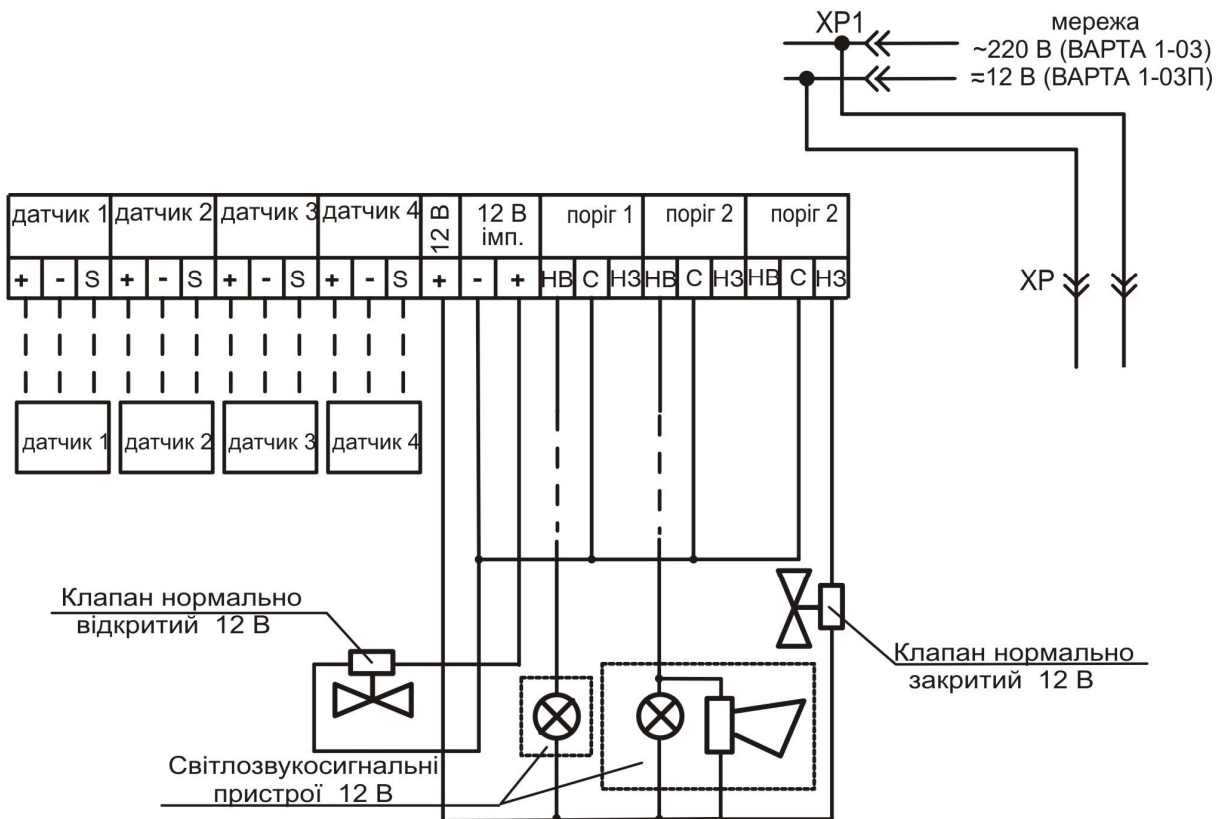 ХР1
мережа
~220 В (ВАРТА 1-03)
≂12 В (ВАРТА 1-03П)
датчик 1 датчик 2 датчик 3 датчик 4 12 В 12 В імп. поріг 1 поріг 2 поріг 2
+ - S + - S + - S + - S + - + НВ С НЗ НВ С НЗ НВ С НЗ
ХР
датчик 1 датчик 2 датчик 3 датчик 4
Клапан нормально
відкритий 12 В
Клапан нормально
закритий 12 В
Світлозвукосигнальні
пристрої 12 В